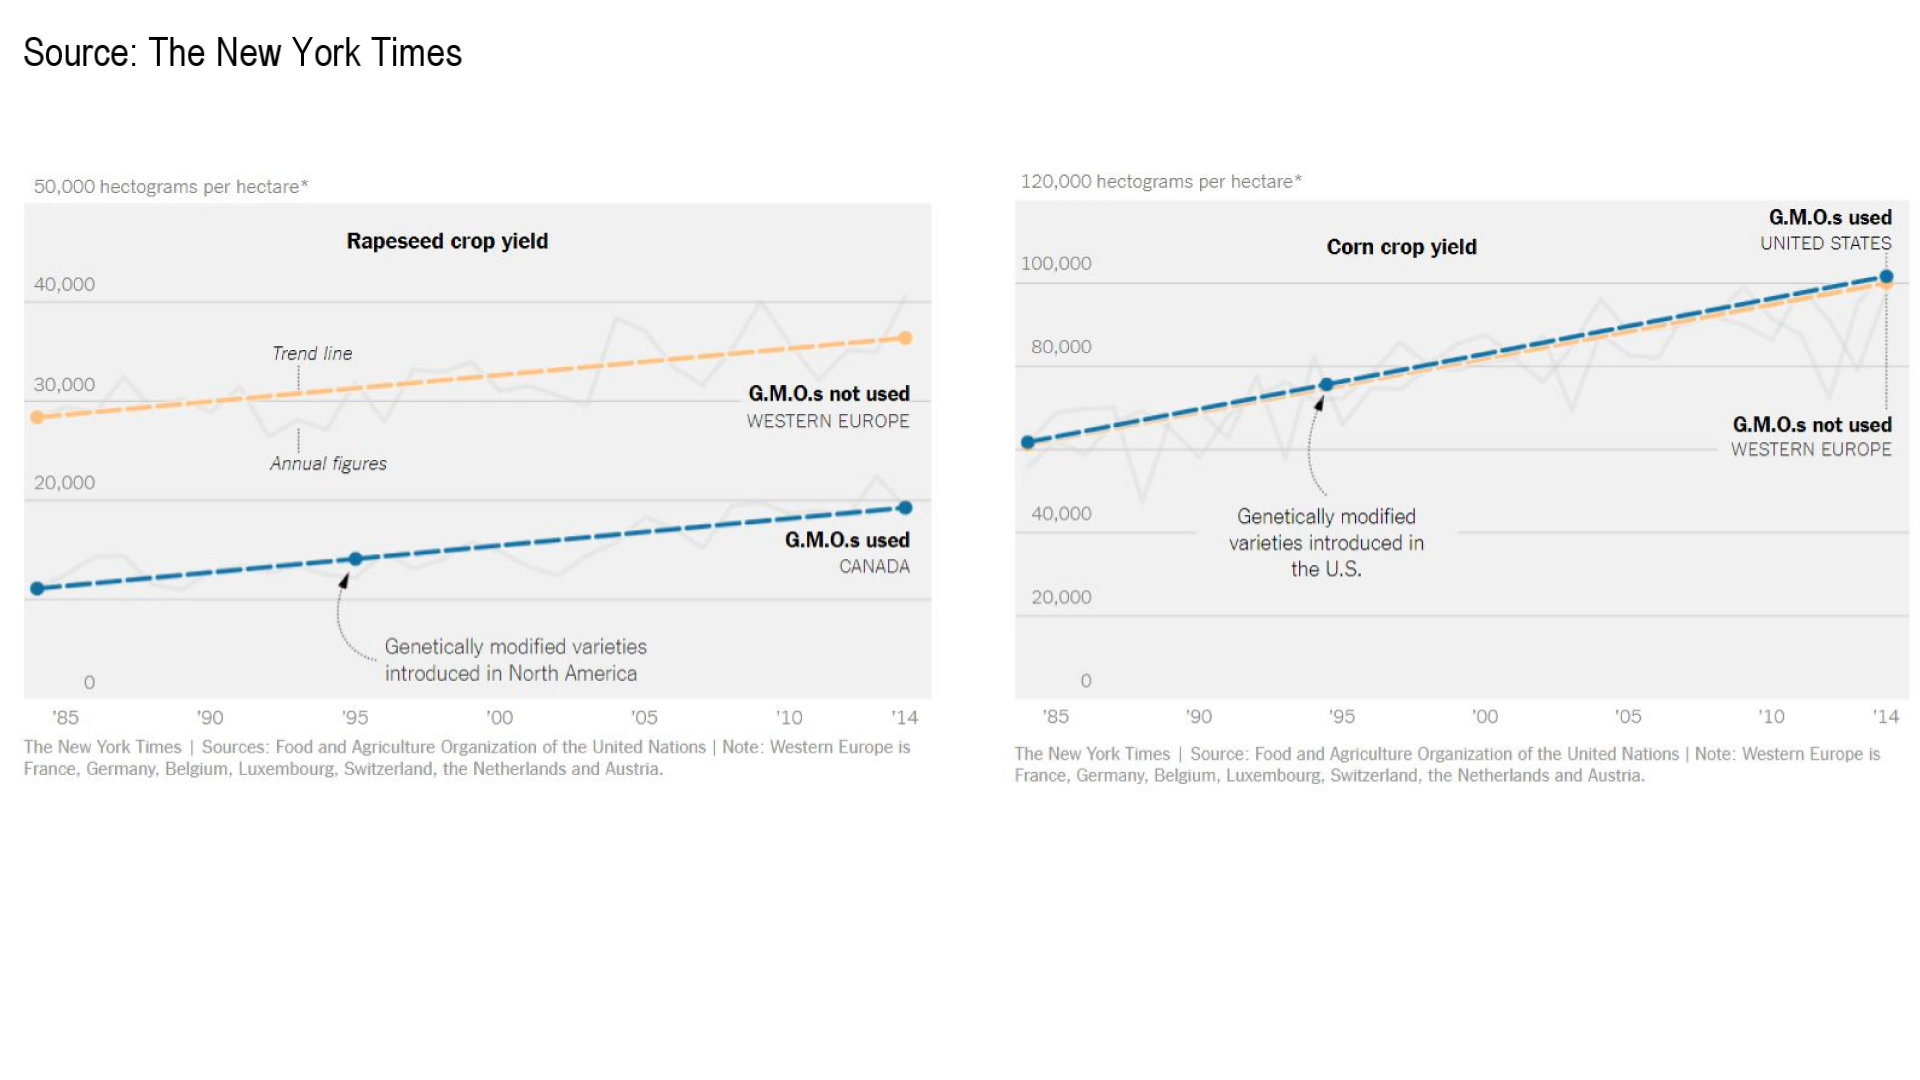 Source: The New York Times
50,000 hectograms per hectare*
Rapeseed crop yield
40,000
Trend line
30,000
G.M.O.s not used
WESTERN EUROPE
Annual figures
20,000
G.M.O.s used
CANADA
Genetically modified varieties
introduced in North America
0
'85 '90 '95 '00 '05 '10 '14
The New York Times | Sources: Food and Agriculture Organization of the United Nations | Note: Western Europe is
France, Germany, Belgium, Luxembourg, Switzerland, the Netherlands and Austria.
120,000 hectograms per hectare*
G.M.O.s used
UNITED STATES
Corn crop yield
100,000
80,000
G.M.O.s not used
WESTERN EUROPE
40,000
Genetically modified
varieties introduced in
the U.S.
20,000
0
'85 '90 '95 '00 '05 '10 '14
The New York Times | Source: Food and Agriculture Organization of the United Nations | Note: Western Europe is
France, Germany, Belgium, Luxembourg, Switzerland, the Netherlands and Austria.